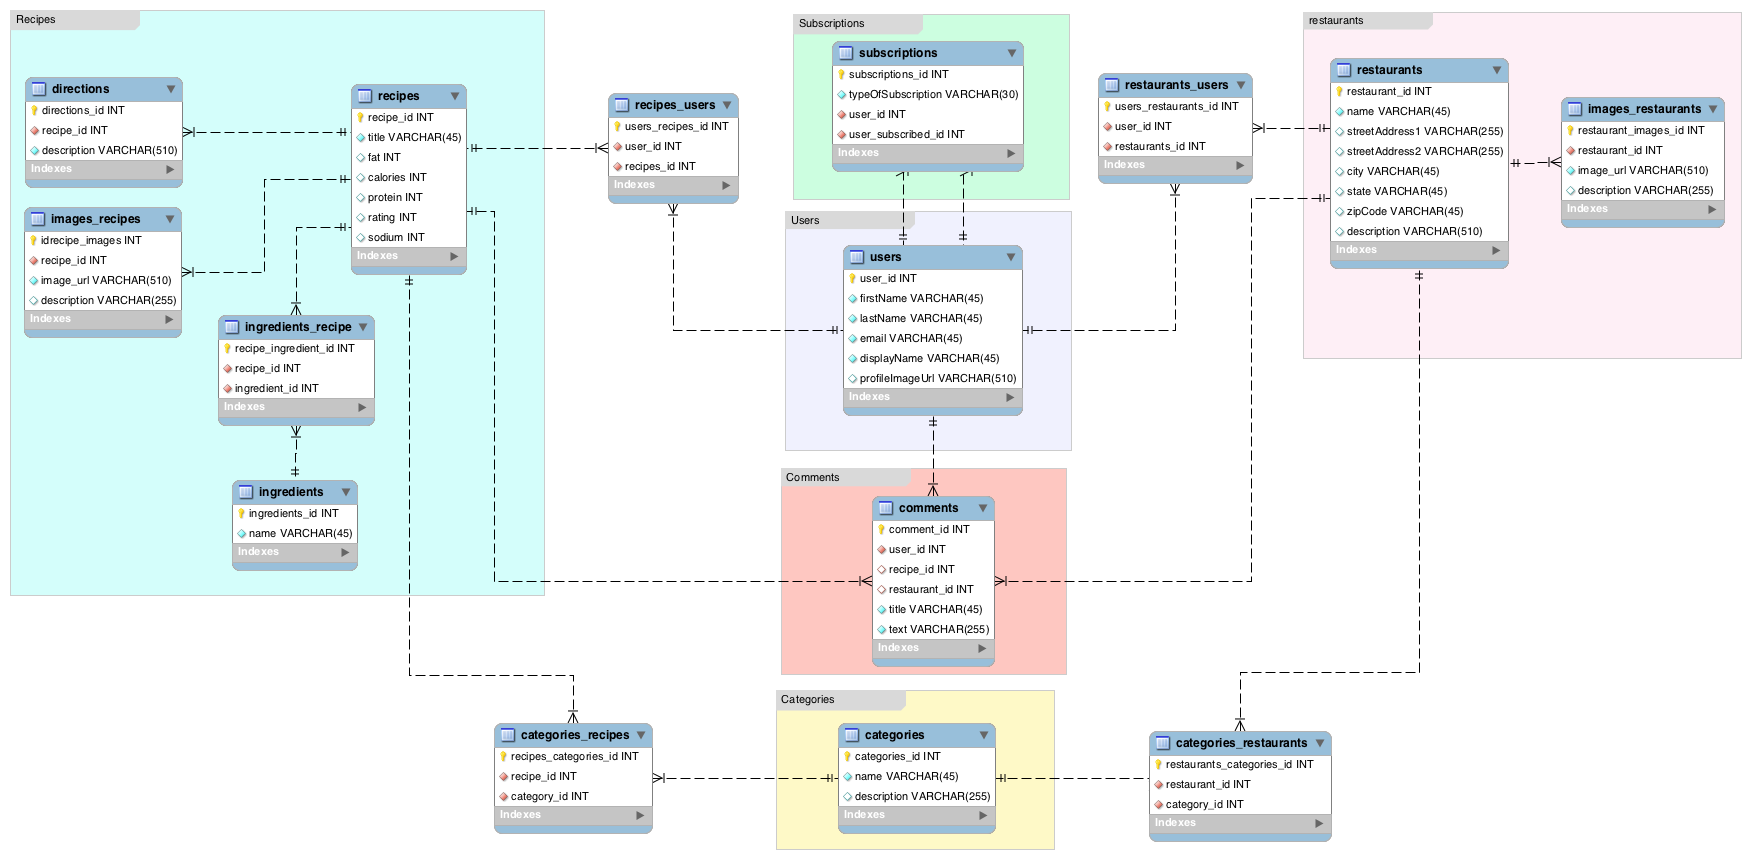 Recipes
directions
directions_id INT
recipe_id INT
description VARCHAR(510)
Indexes
images_recipes
idrecipe_images INT
recipe_id INT
image_url VARCHAR(510)
description VARCHAR(255)
Indexes
recipes
recipe_id INT
title VARCHAR(45)
fat INT
calories INT
protein INT
rating INT
sodium INT
Indexes
ingredients_recipe
recipe_ingredient_id INT
recipe_id INT
ingredient_id INT
Indexes
ingredients
ingredients_id INT
name VARCHAR(45)
Indexes
recipes_users
users_recipes_id INT
user_id INT
recipes_id INT
Indexes
Subscriptions
subscriptions
subscriptions_id INT
typeOfSubscription VARCHAR(30)
user_id INT
user_subscribed_id INT
Indexes
Users
users
user_id INT
firstName VARCHAR(45)
lastName VARCHAR(45)
email VARCHAR(45)
displayName VARCHAR(45)
profileImageUrl VARCHAR(510)
Indexes
Comments
comments
comment_id INT
user_id INT
recipe_id INT
restaurant_id INT
title VARCHAR(45)
text VARCHAR(255)
Indexes
restaurants_users
users_restaurants_id INT
user_id INT
restaurants_id INT
Indexes
restaurants
restaurants
restaurant_id INT
name VARCHAR(45)
streetAddress1 VARCHAR(255)
streetAddress2 VARCHAR(255)
city VARCHAR(45)
state VARCHAR(45)
zipCode VARCHAR(45)
description VARCHAR(510)
Indexes
images_restaurants
restaurant_images_id INT
restaurant_id INT
image_url VARCHAR(510)
description VARCHAR(255)
Indexes
categories_recipes
recipes_categories_id INT
recipe_id INT
category_id INT
Indexes
Categories
categories
categories_id INT
name VARCHAR(45)
description VARCHAR(255)
Indexes
categories_restaurants
restaurants_categories_id INT
restaurant_id INT
category_id INT
Indexes